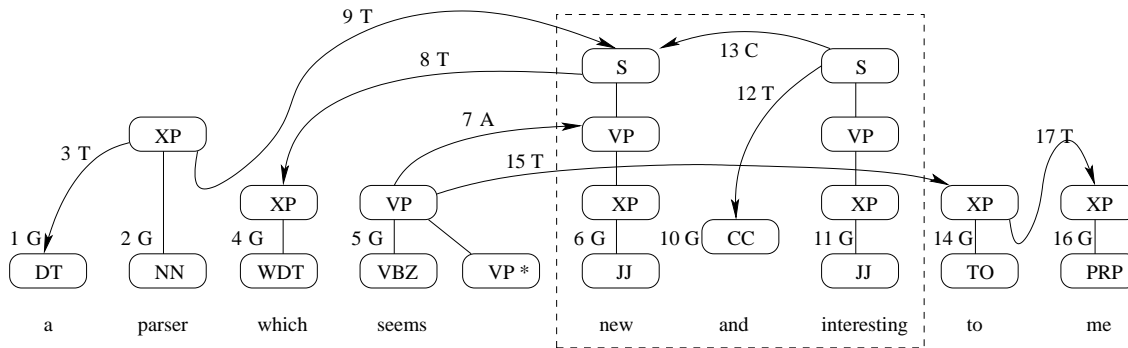 9 T
13 C
8 T
S
S
12 T
7 A
XP
VP
VP
17 T
3 T
15 T
XP
VP
XP
XP
XP
XP
1 G
2 G
4 G
5 G
6 G
10 G
CC
11 G
14 G
16 G
DT
NN
WDT
VBZ
VP *
JJ
JJ
TO
PRP
a parser which seems new and interesting to me